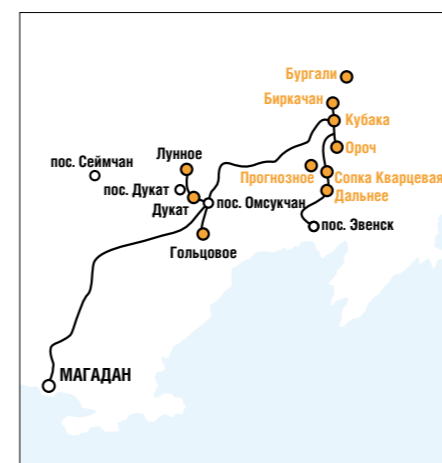 Бургали
Биркачан
Кубака
Ороч
пос. Сеймчан
Лунное
Прогнозное
Сопка Кварцевая
пос. Дукат
Дукат
пос. Омсукчан
Дальнее
пос. Эвенск
Гольцовое
МАГАДАН